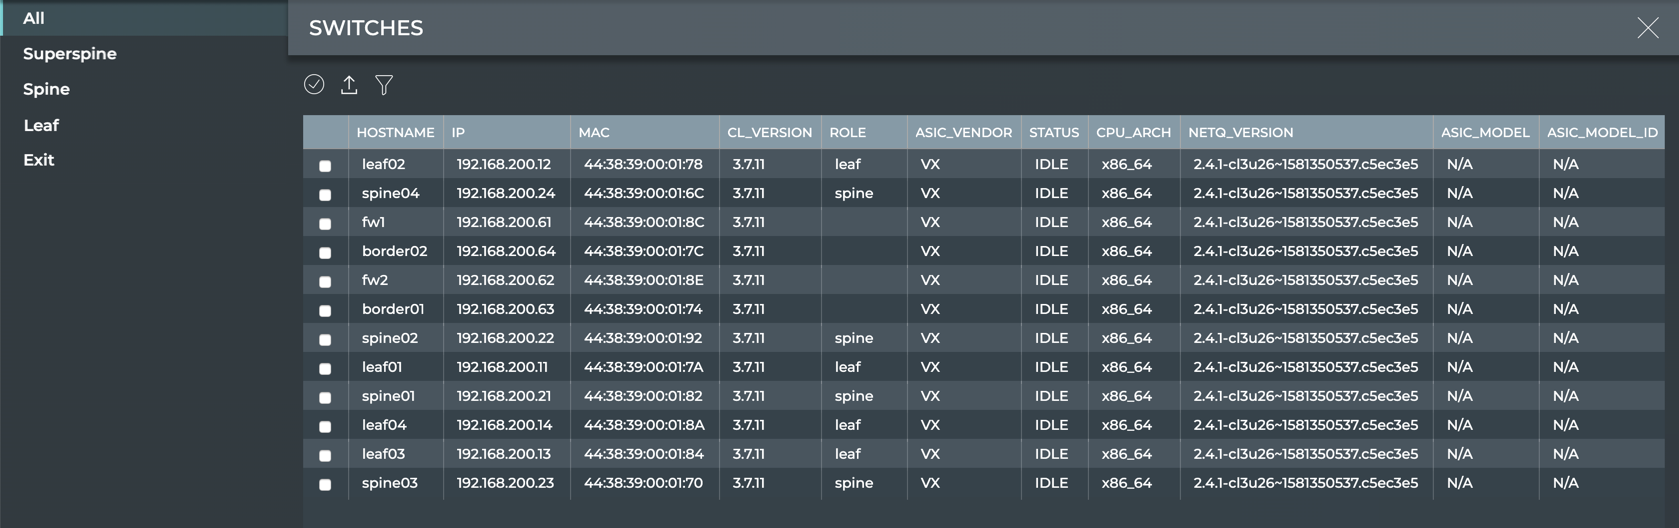 All
Superspine
Spine
Leaf
Exit
SWITCHES
HOSTNAME IP MAC CL_VERSION ROLE ASIC_VENDOR STATUS CPU_ARCH NETQ_VERSION ASIC_MODEL ASIC_MODEL_ID
leaf02 192.168.200.12 44:38:39:00:01:78 3.7.11 leaf VX IDLE x86_64 2.4.1-cl3u26~1581350537.c5ec3e5 N/A N/A
spine04 192.168.200.24 44:38:39:00:01:6C 3.7.11 spine VX IDLE x86_64 2.4.1-cl3u26~1581350537.c5ec3e5 N/A N/A
fw1 192.168.200.61 44:38:39:00:01:8C 3.7.11 VX IDLE x86_64 2.4.1-cl3u26~1581350537.c5ec3e5 N/A N/A
border02 192.168.200.64 44:38:39:00:01:7C 3.7.11 VX IDLE x86_64 2.4.1-cl3u26~1581350537.c5ec3e5 N/A N/A
fw2 192.168.200.62 44:38:39:00:01:8E 3.7.11 VX IDLE x86_64 2.4.1-cl3u26~1581350537.c5ec3e5 N/A N/A
border01 192.168.200.63 44:38:39:00:01:74 3.7.11 VX IDLE x86_64 2.4.1-cl3u26~1581350537.c5ec3e5 N/A N/A
spine02 192.168.200.22 44:38:39:00:01:92 3.7.11 spine VX IDLE x86_64 2.4.1-cl3u26~1581350537.c5ec3e5 N/A N/A
leaf01 192.168.200.11 44:38:39:00:01:7A 3.7.11 leaf VX IDLE x86_64 2.4.1-cl3u26~1581350537.c5ec3e5 N/A N/A
spine01 192.168.200.21 44:38:39:00:01:82 3.7.11 spine VX IDLE x86_64 2.4.1-cl3u26~1581350537.c5ec3e5 N/A N/A
leaf04 192.168.200.14 44:38:39:00:01:8A 3.7.11 leaf VX IDLE x86_64 2.4.1-cl3u26~1581350537.c5ec3e5 N/A N/A
leaf03 192.168.200.13 44:38:39:00:01:84 3.7.11 leaf VX IDLE x86_64 2.4.1-cl3u26~1581350537.c5ec3e5 N/A N/A
spine03 192.168.200.23 44:38:39:00:01:70 3.7.11 spine VX IDLE x86_64 2.4.1-cl3u26~1581350537.c5ec3e5 N/A N/A